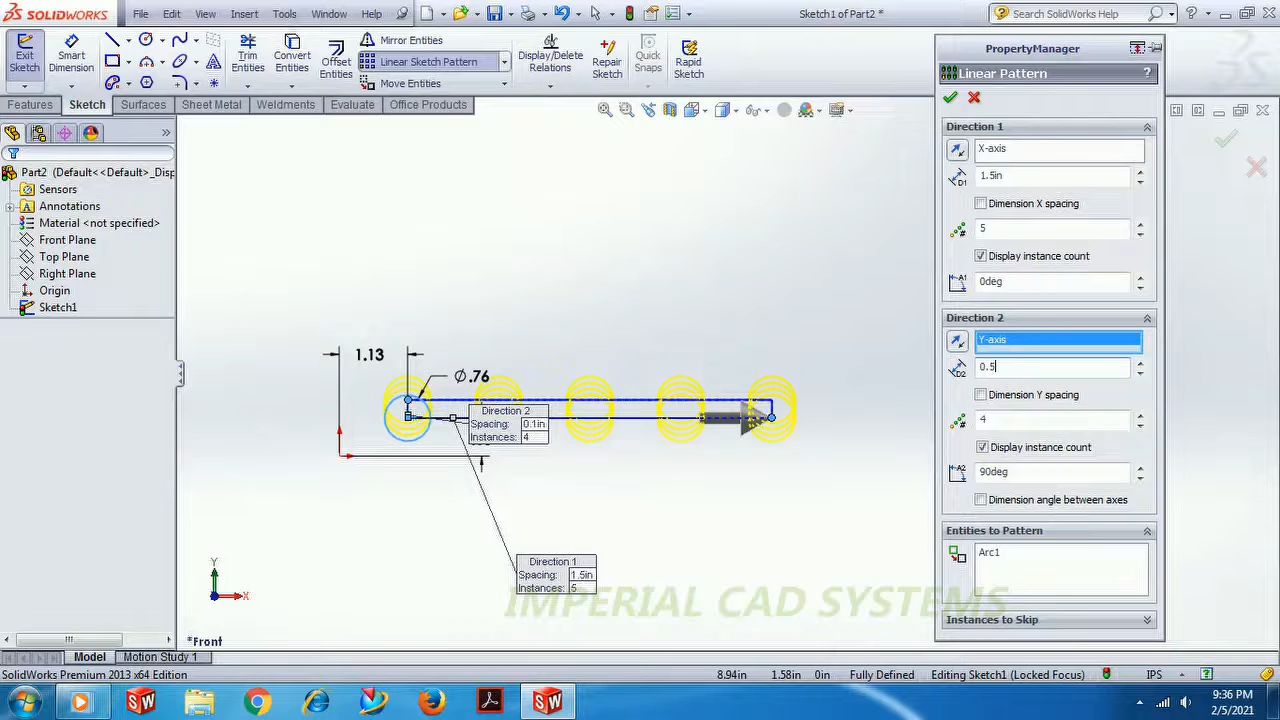 SOLIDWORKS File Edit View Insert Tools Window Help Sketch1 of Part2 * Search SolidWorks Help
Exit Sketch
Smart Dimension
Trim Entities
Convert Entities
Offset Entities
Mirror Entities
Linear Sketch Pattern
Move Entities
Display/Delete Relations
Repair Sketch
Quick Snaps
Rapid Sketch
Features Sketch Surfaces Sheet Metal Weldments Evaluate Office Products
Part2 (Default<<Default>_Disp
Sensors
Annotations
Material <not specified>
Front Plane
Top Plane
Right Plane
Origin
Sketch1
1.13
Ø.76
Direction 2
Spacing: 0.1in
Instances: 4
Direction 1
Spacing: 1.5in
Instances: 5
Y
X
*Front
IMPERIAL CAD SYSTEMS
PropertyManager
Linear Pattern ?
Direction 1
X-axis
D1 1.5in
Dimension X spacing
# 5
Display instance count
A1 0deg
Direction 2
Y-axis
D2 0.5
Dimension Y spacing
# 4
Display instance count
A2 90deg
Dimension angle between axes
Entities to Pattern
Arc1
Instances to Skip
Model Motion Study 1
SolidWorks Premium 2013 x64 Edition 8.94in 1.58in 0in Fully Defined Editing Sketch1 (Locked Focus) IPS
9:36 PM
2/5/2021